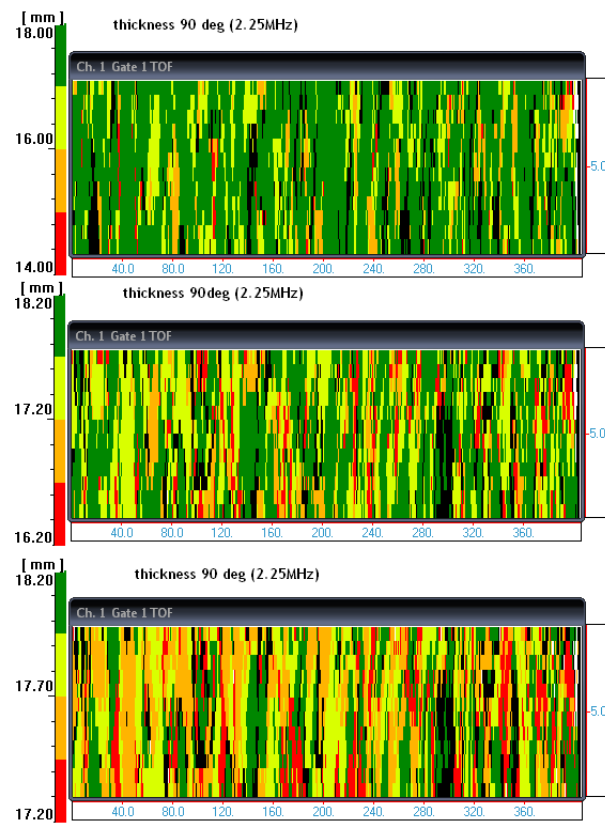 [ mm ]
thickness 90 deg (2.25MHz)
18.00
Ch. 1 Gate 1 TOF
16.00
-5.0
14.00
40.0 80.0 120. 160. 200. 240. 280. 320. 360.
[ mm ]
thickness 90deg (2.25MHz)
18.20
Ch. 1 Gate 1 TOF
17.20
-5.0
16.20
40.0 80.0 120. 160. 200. 240. 280. 320. 360.
[ mm ]
thickness 90 deg (2.25MHz)
18.20
Ch. 1 Gate 1 TOF
17.70
-5.0
17.20
40.0 80.0 120. 160. 200. 240. 280. 320. 360.